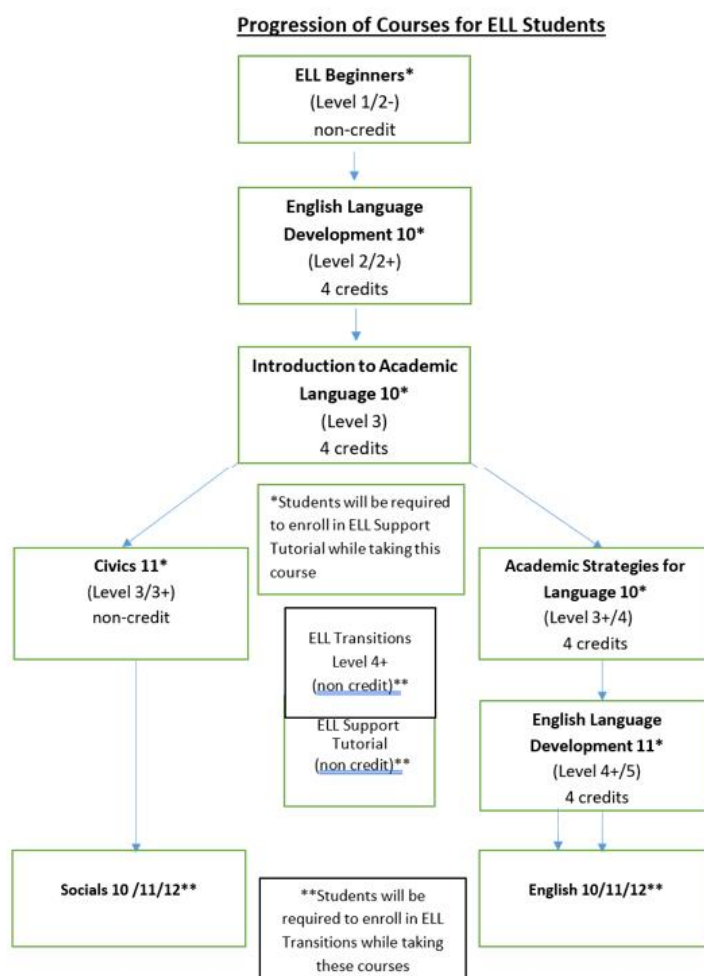 Progression of Courses for ELL Students
ELL Beginners*
(Level 1/2-)
non-credit
English Language
Development 10*
(Level 2/2+)
4 credits
Introduction to Academic
Language 10*
(Level 3)
4 credits
*Students will be required
to enroll in ELL Support
Tutorial while taking this
course
Civics 11*
(Level 3/3+)
non-credit
Academic Strategies for
Language 10*
(Level 3+/4)
4 credits
ELL Transitions
Level 4+
(non credit)**
ELL Support
Tutorial
(non credit)**
English Language
Development 11*
(Level 4+/5)
4 credits
Socials 10 /11/12**
**Students will be
required to enroll in ELL
Transitions while taking
these courses
English 10/11/12**